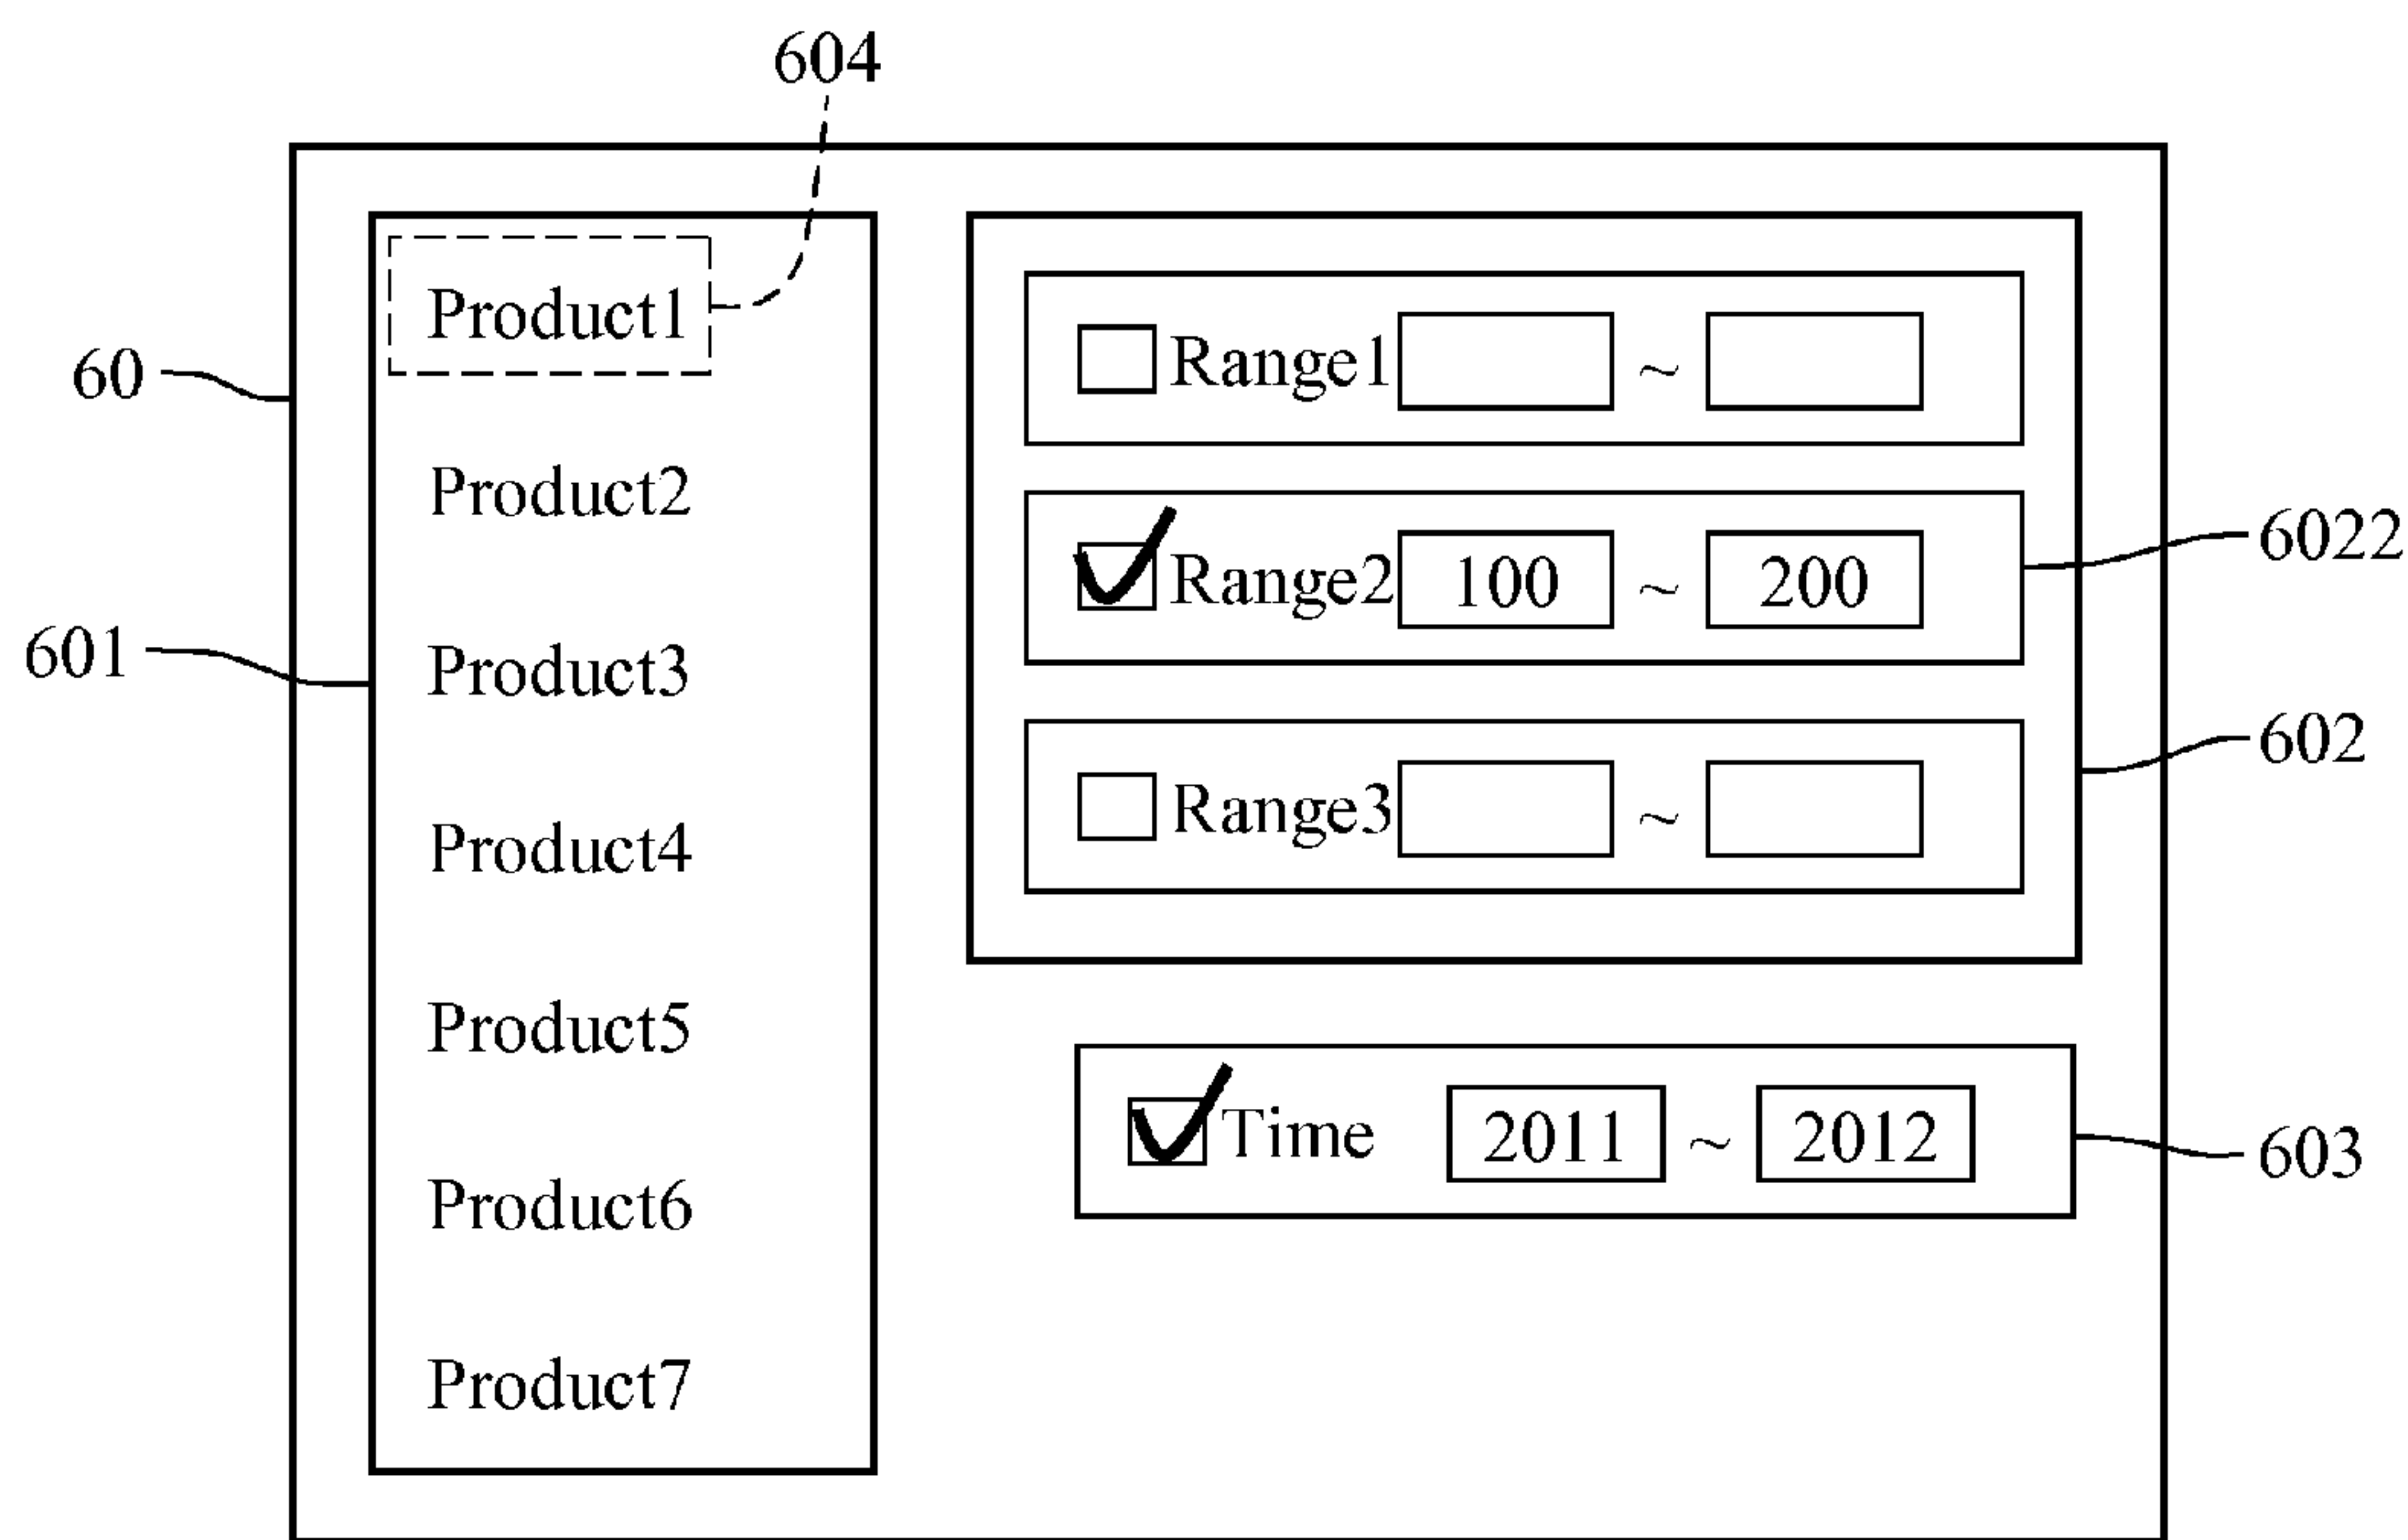 604
60
601
Product1
Product2
Product3
Product4
Product5
Product6
Product7
Range1 ~
Range2 100 ~ 200
Range3 ~
Time 2011 ~ 2012
6022
602
603